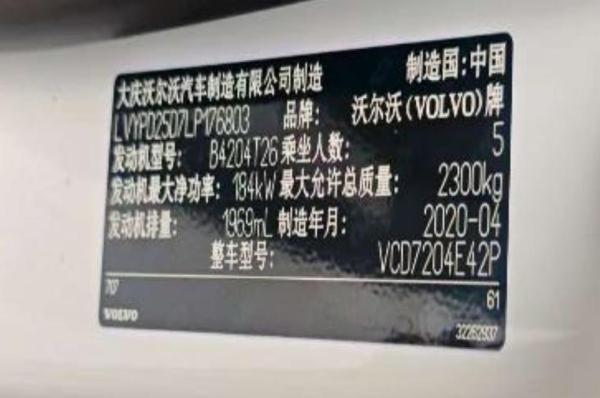 大庆沃尔沃汽车制造有限公司制造 制造国:中国
LVYPD25D7LP176803 品牌: 沃尔沃(VOLVO)牌
发动机型号: B4204T26 乘坐人数: 5
发动机最大净功率: 184kW 最大允许总质量: 2300kg
发动机排量: 1969mL 制造年月: 2020-04
整车型号: VCD7204E42P
707 61
VOLVO 32262937